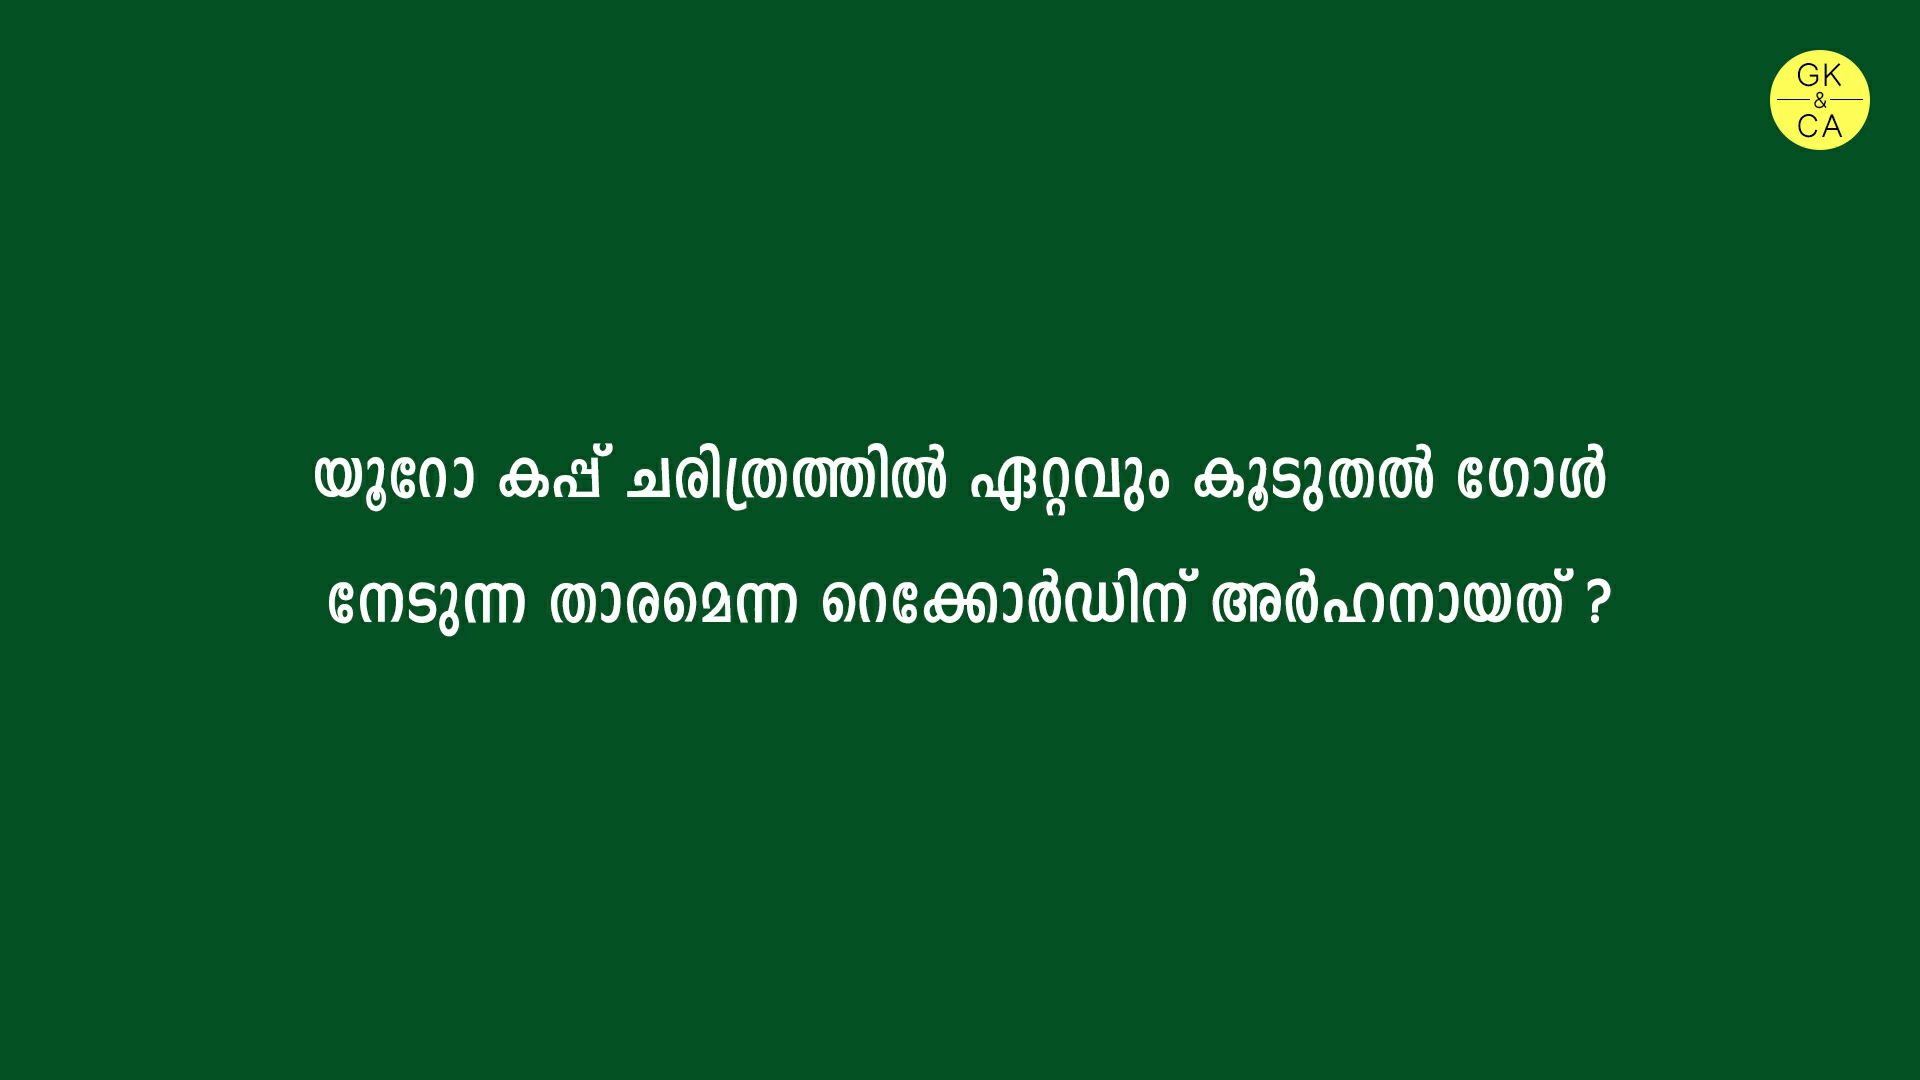 GK
&
CA
യൂറോ കപ്പ് ചരിത്രത്തിൽ ഏറ്റവും കൂടുതൽ ഗോൾ
നേടുന്ന താരമെന്ന റെക്കോർഡിന് അർഹനായത് ?